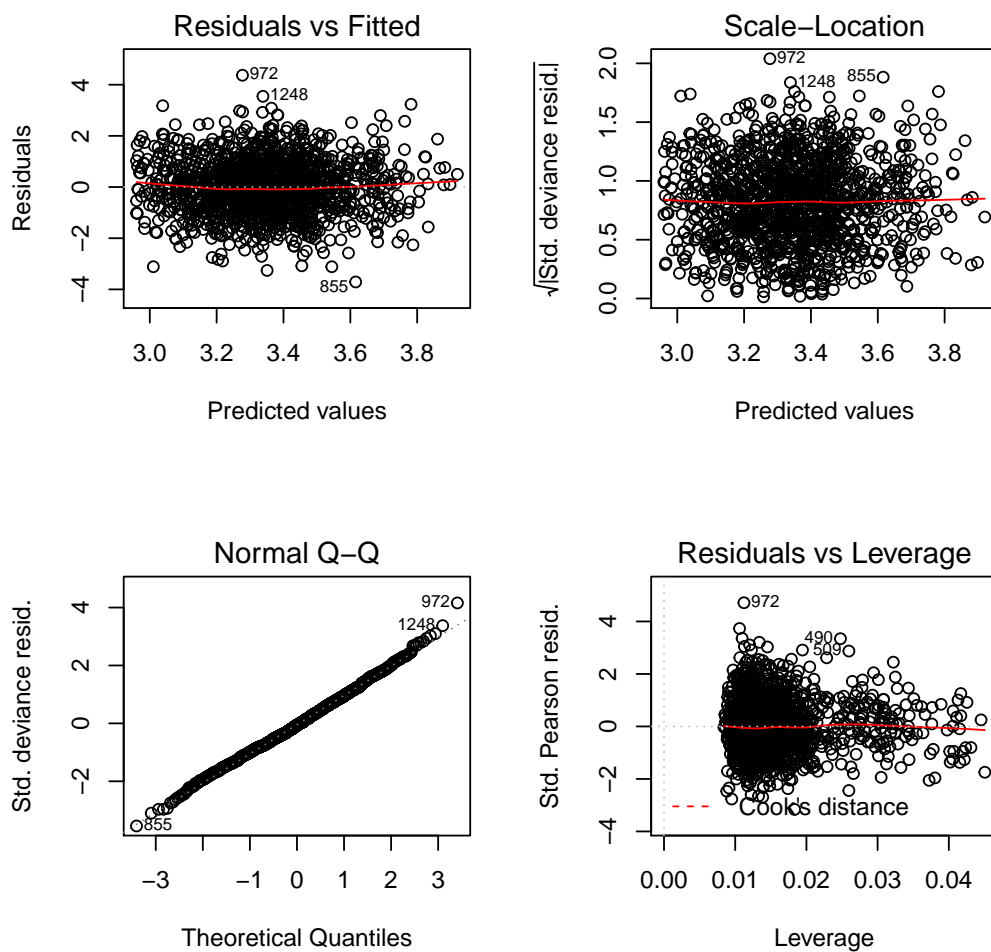 Residuals vs Fitted
Residuals
4
2
0
−2
−4
972
1248
855
3.0 3.2 3.4 3.6 3.8
Predicted values
Scale−Location
√|Std. deviance resid.|
2.0
1.5
1.0
0.5
0.0
972
1248
855
3.0 3.2 3.4 3.6 3.8
Predicted values
Normal Q−Q
Std. deviance resid.
4
2
0
−2
972
1248
855
−3 −1 0 1 2 3
Theoretical Quantiles
Residuals vs Leverage
Std. Pearson resid.
4
2
0
−2
−4
972
490
509
Cook's distance
0.00 0.01 0.02 0.03 0.04
Leverage